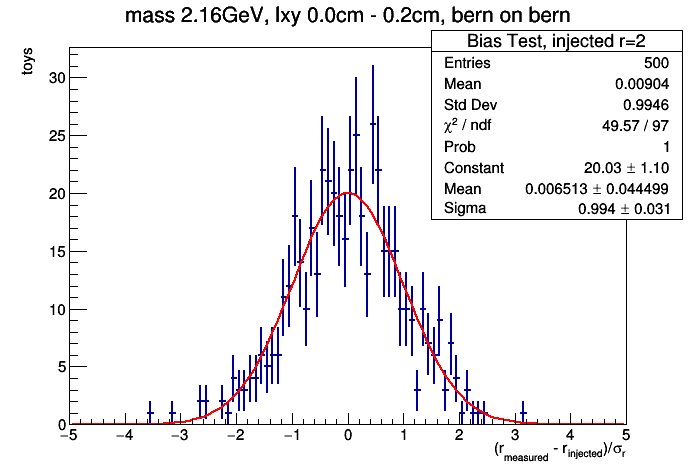 mass 2.16GeV, lxy 0.0cm - 0.2cm, bern on bern
Bias Test, injected r=2
Entries 500
Mean 0.00904
Std Dev 0.9946
χ² / ndf 49.57 / 97
Prob 1
Constant 20.03 ± 1.10
Mean 0.006513 ± 0.044499
Sigma 0.994 ± 0.031
toys
30
25
20
15
10
5
0
−5 −4 −3 −2 −1 0 1 2 3 4 5
(r_measured - r_injected)/σ_r